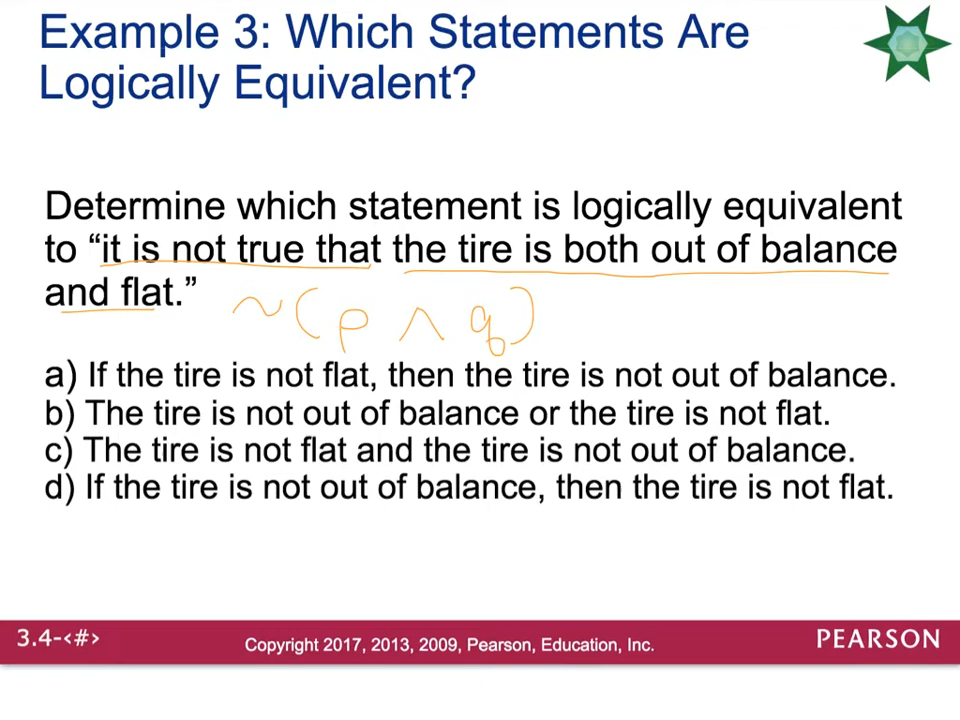 Example 3: Which Statements Are
Logically Equivalent?
Determine which statement is logically equivalent
to “it is not true that the tire is both out of balance
and flat.”
~(p ∧ q)
a) If the tire is not flat, then the tire is not out of balance.
b) The tire is not out of balance or the tire is not flat.
c) The tire is not flat and the tire is not out of balance.
d) If the tire is not out of balance, then the tire is not flat.
3.4-<#>
Copyright 2017, 2013, 2009, Pearson, Education, Inc.
PEARSON